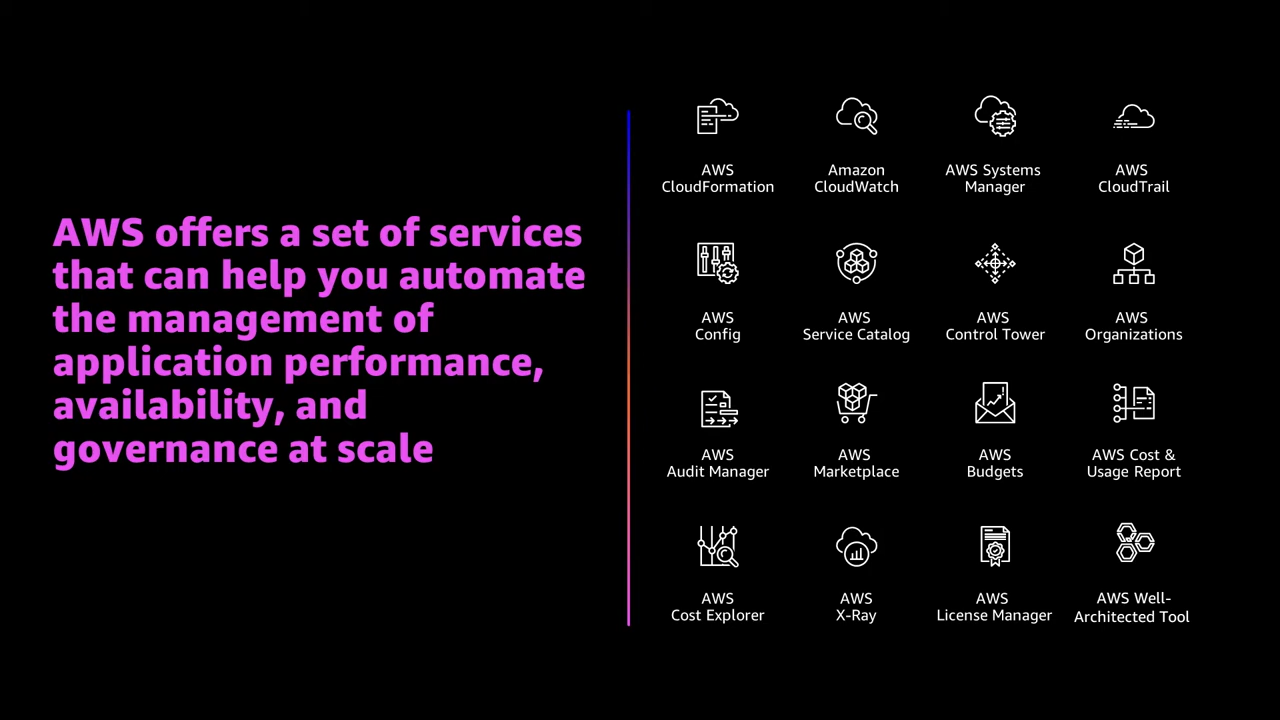 AWS offers a set of services
that can help you automate
the management of
application performance,
availability, and
governance at scale
AWS
CloudFormation
Amazon
CloudWatch
AWS Systems
Manager
AWS
CloudTrail
AWS
Config
AWS
Service Catalog
AWS
Control Tower
AWS
Organizations
AWS
Audit Manager
AWS
Marketplace
AWS
Budgets
AWS Cost &
Usage Report
AWS
Cost Explorer
AWS
X-Ray
AWS
License Manager
AWS Well-
Architected Tool